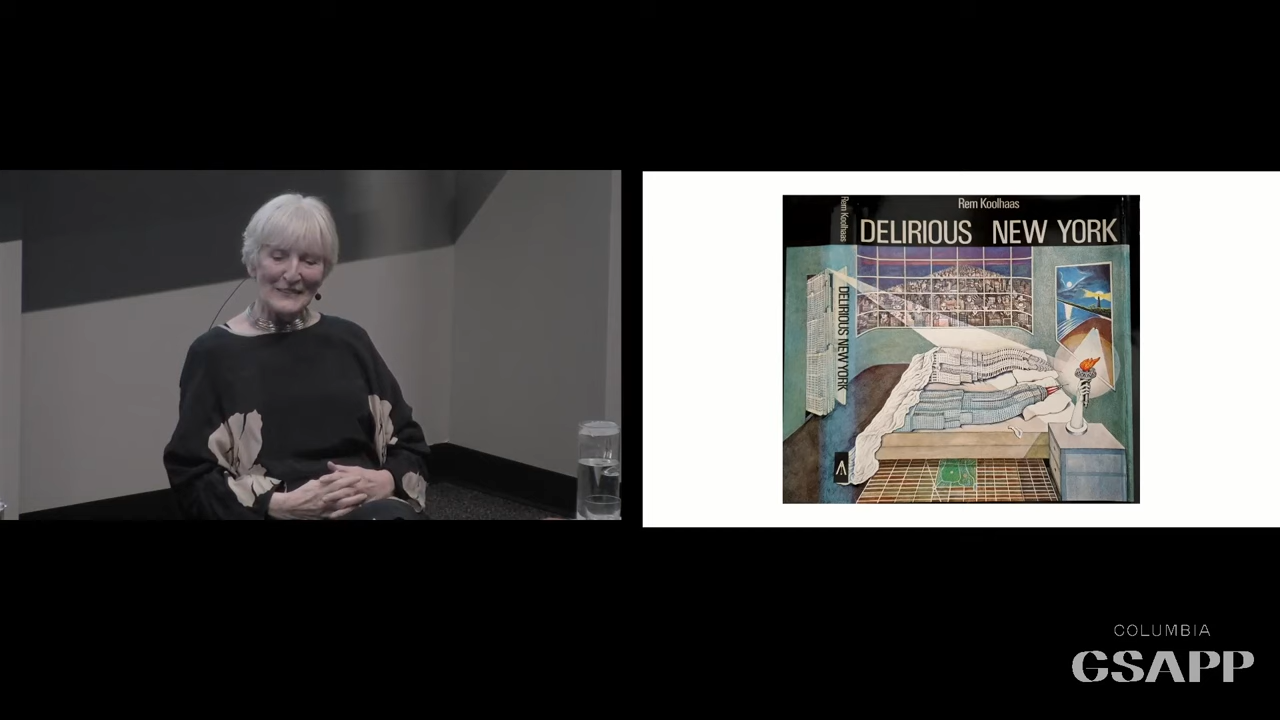 Rem Koolhaas
DELIRIOUS NEW YORK
Rem Koolhaas
DELIRIOUS NEW YORK
COLUMBIA
GSAPP